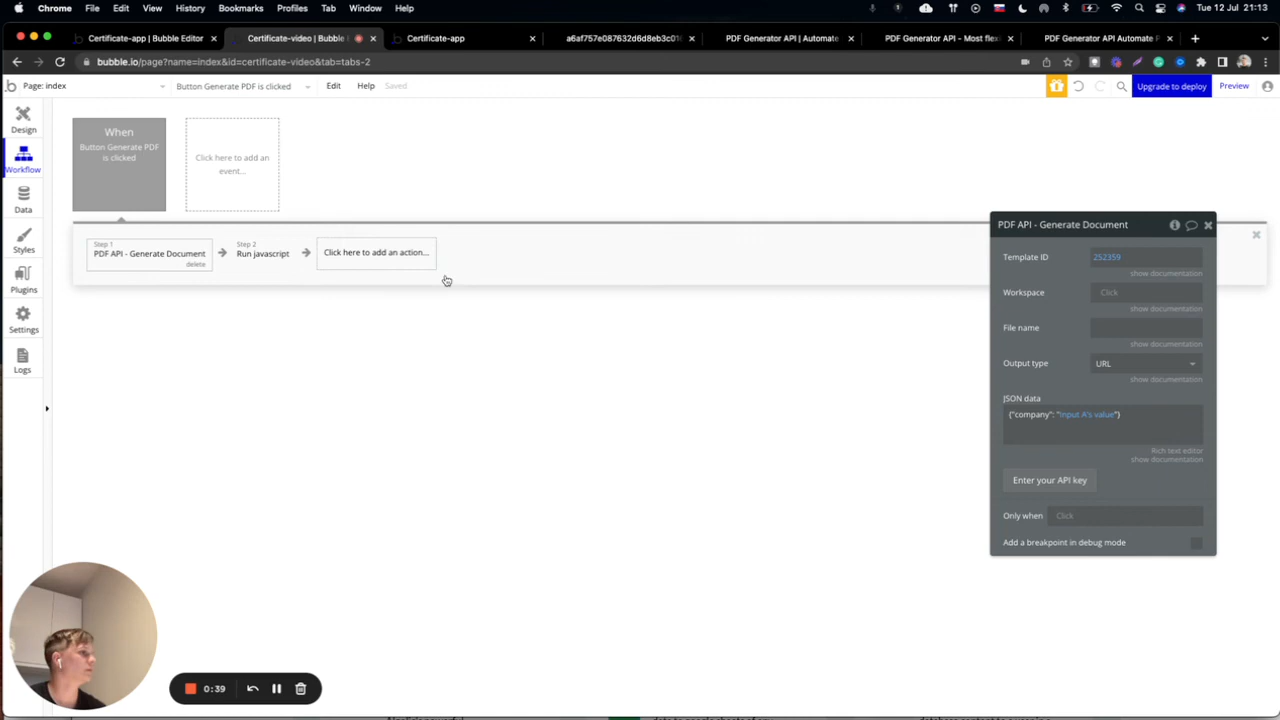 Chrome File Edit View History Bookmarks Profiles Tab Window Help Tue 12 Jul 21:13
Certificate-app | Bubble Editor
Certificate-video | Bubble
Certificate-app
a6af757e087632d6d8eb3c01
PDF Generator API | Automate
PDF Generator API - Most flexi
PDF Generator API Automate P
bubble.io/page?name=index&id=certificate-video&tab=tabs-2
Page: index
Button Generate PDF is clicked
Edit
Help
Saved
Upgrade to deploy
Preview
Design
Workflow
Data
Styles
Plugins
Settings
Logs
When
Button Generate PDF
is clicked
Click here to add an
event...
Step 1
PDF API - Generate Document
delete
Step 2
Run javascript
Click here to add an action...
PDF API - Generate Document
Template ID 252359
show documentation
Workspace Click
show documentation
File name
show documentation
Output type URL
show documentation
JSON data
{"company": "Input A's value"}
Rich text editor
show documentation
Enter your API key
Only when Click
Add a breakpoint in debug mode
0:39